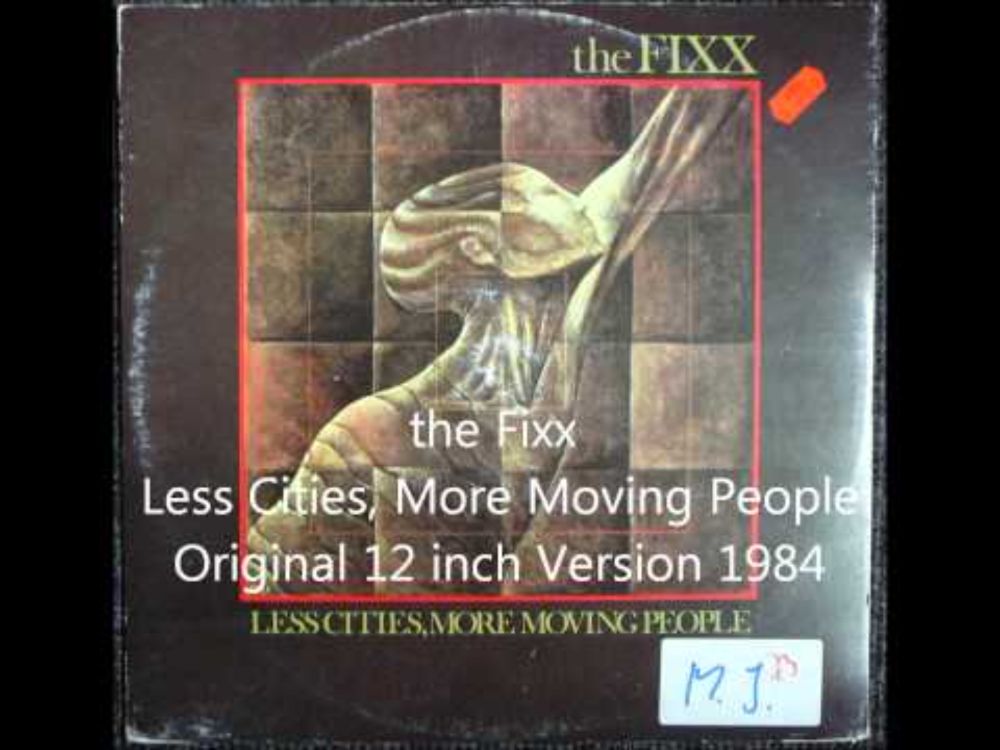 the FIXX
the Fixx
Less Cities, More Moving People
Original 12 inch Version 1984
LESS CITIES, MORE MOVING PEOPLE
M. J.